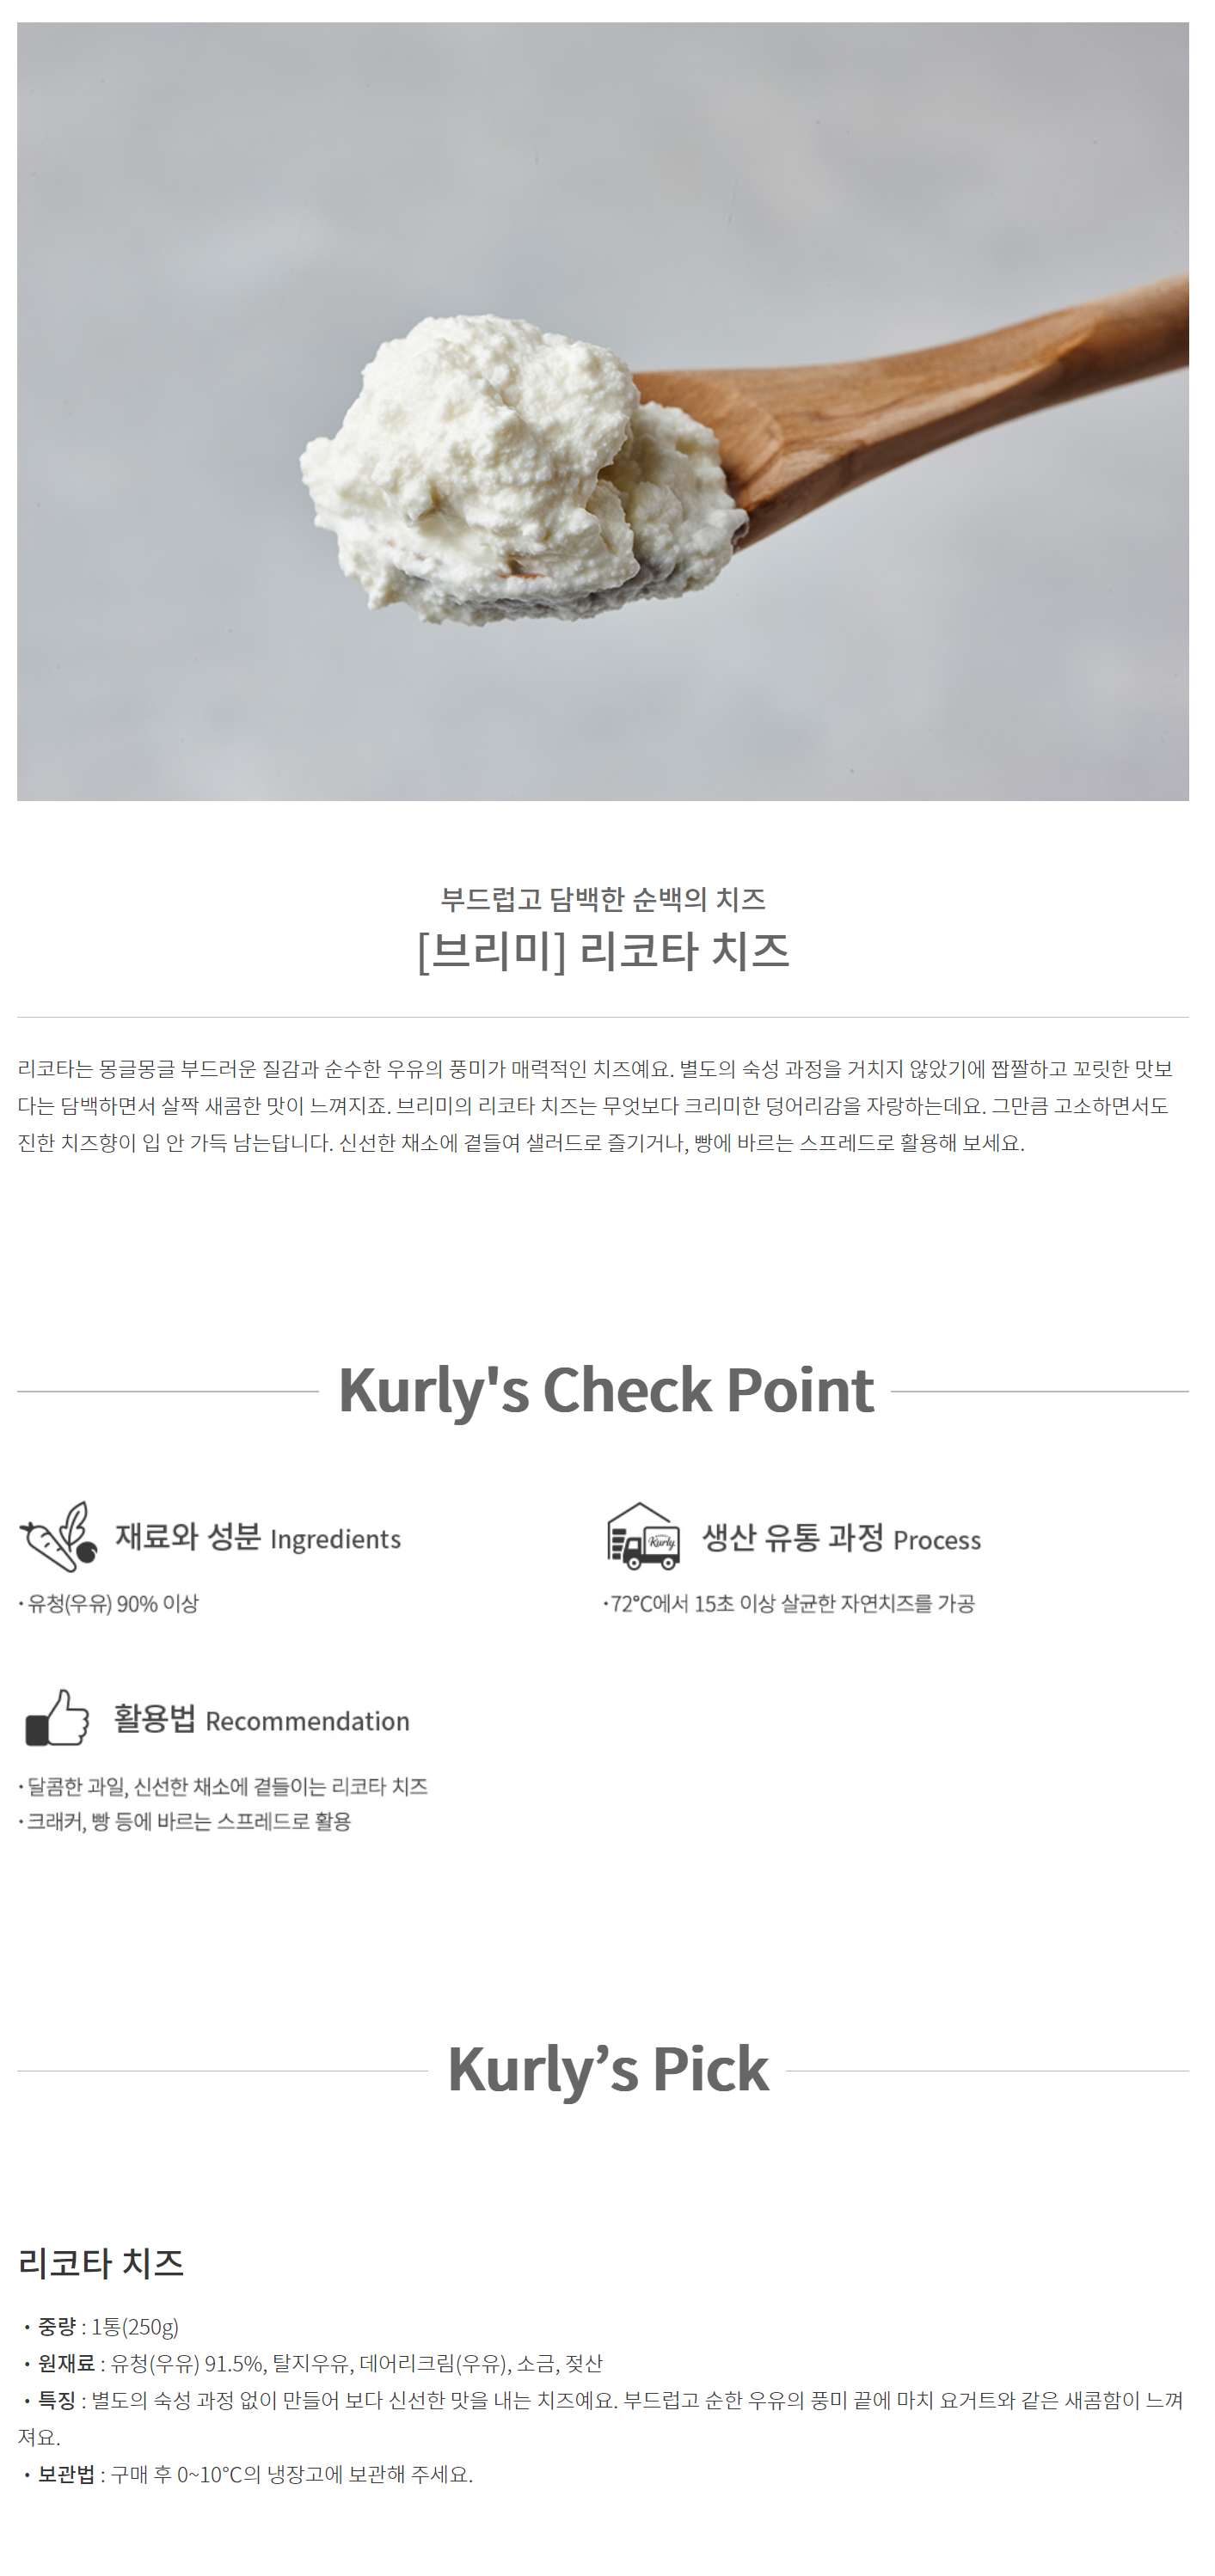 부드럽고 담백한 순백의 치즈
[브리미] 리코타 치즈
리코타는 몽글몽글 부드러운 질감과 순수한 우유의 풍미가 매력적인 치즈예요. 별도의 숙성 과정을 거치지 않았기에 짭짤하고 꼬릿한 맛보
다는 담백하면서 살짝 새콤한 맛이 느껴지죠. 브리미의 리코타 치즈는 무엇보다 크리미한 덩어리감을 자랑하는데요. 그만큼 고소하면서도
진한 치즈향이 입 안 가득 남는답니다. 신선한 채소에 곁들여 샐러드로 즐기거나, 빵에 바르는 스프레드로 활용해 보세요.
Kurly's Check Point
재료와 성분 Ingredients
· 유청(우유) 90% 이상
Kurly
생산 유통 과정 Process
· 72°C에서 15초 이상 살균한 자연치즈를 가공
활용법 Recommendation
· 달콤한 과일, 신선한 채소에 곁들이는 리코타 치즈
· 크래커, 빵 등에 바르는 스프레드로 활용
Kurly’s Pick
리코타 치즈
· 중량 : 1통(250g)
· 원재료 : 유청(우유) 91.5%, 탈지우유, 데어리크림(우유), 소금, 젖산
· 특징 : 별도의 숙성 과정 없이 만들어 보다 신선한 맛을 내는 치즈예요. 부드럽고 순한 우유의 풍미 끝에 마치 요거트와 같은 새콤함이 느껴
져요.
· 보관법 : 구매 후 0~10°C의 냉장고에 보관해 주세요.